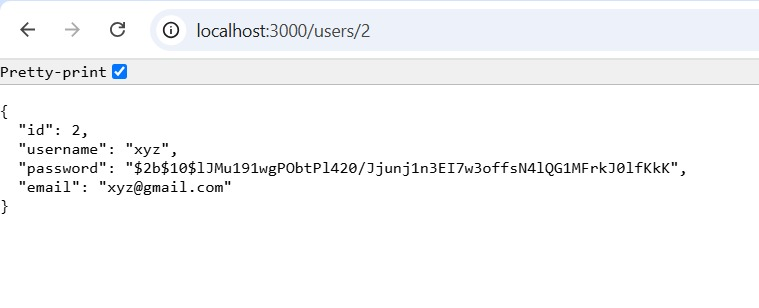 localhost:3000/users/2
Pretty-print
{
"id": 2,
"username": "xyz",
"password": "$2b$10$lJMu191wgPObtPl420/Jjunj1n3EI7w3offsN4lQG1MFrkJ0lfKkK",
"email": "xyz@gmail.com"
}